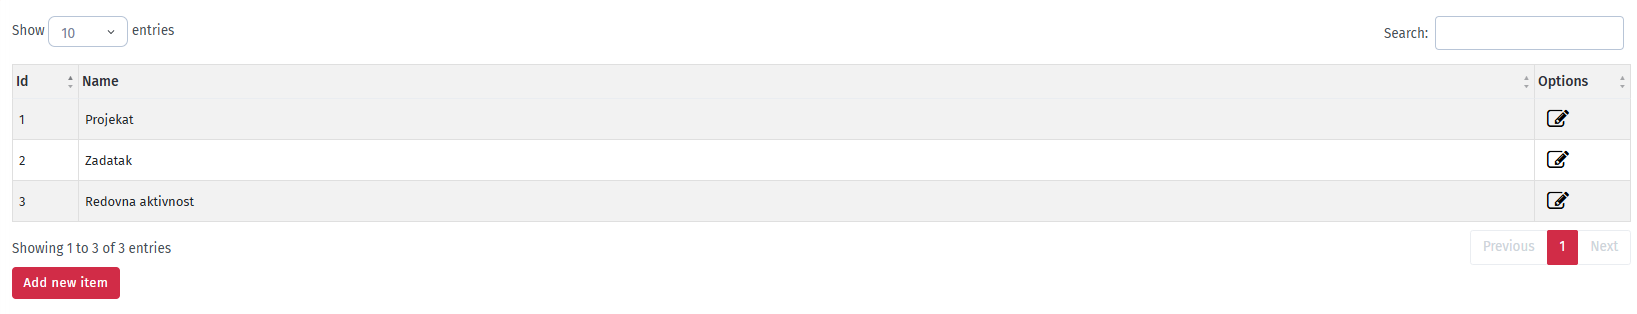 Show 10 entries Search:
Id Name Options
1 Projekat
2 Zadatak
3 Redovna aktivnost
Showing 1 to 3 of 3 entries Previous 1 Next
Add new item